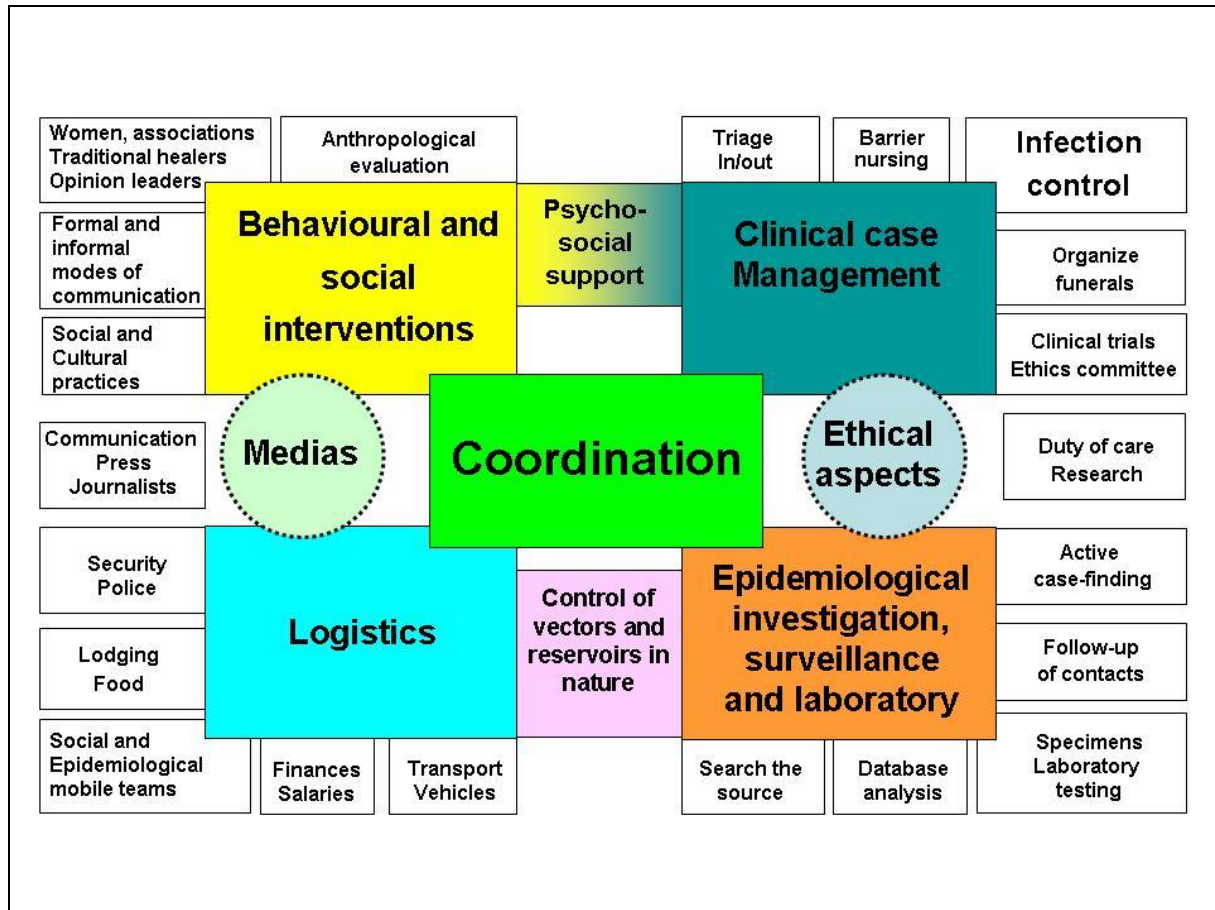 Women, associations
Traditional healers
Opinion leaders
Anthropological
evaluation
Triage
In/out
Barrier
nursing
Infection
control
Behavioural and
social
interventions
Psycho-
social
support
Clinical case
Management
Formal and
informal
modes of
communication
Organize
funerals
Social and
Cultural
practices
Clinical trials
Ethics committee
Communication
Press
Journalists
Medias
Coordination
Ethical
aspects
Duty of care
Research
Security
Police
Logistics
Control of
vectors and
reservoirs in
nature
Epidemiological
investigation,
surveillance
and laboratory
Active
case-finding
Lodging
Food
Follow-up
of contacts
Social and
Epidemiological
mobile teams
Finances
Salaries
Transport
Vehicles
Search the
source
Database
analysis
Specimens
Laboratory
testing